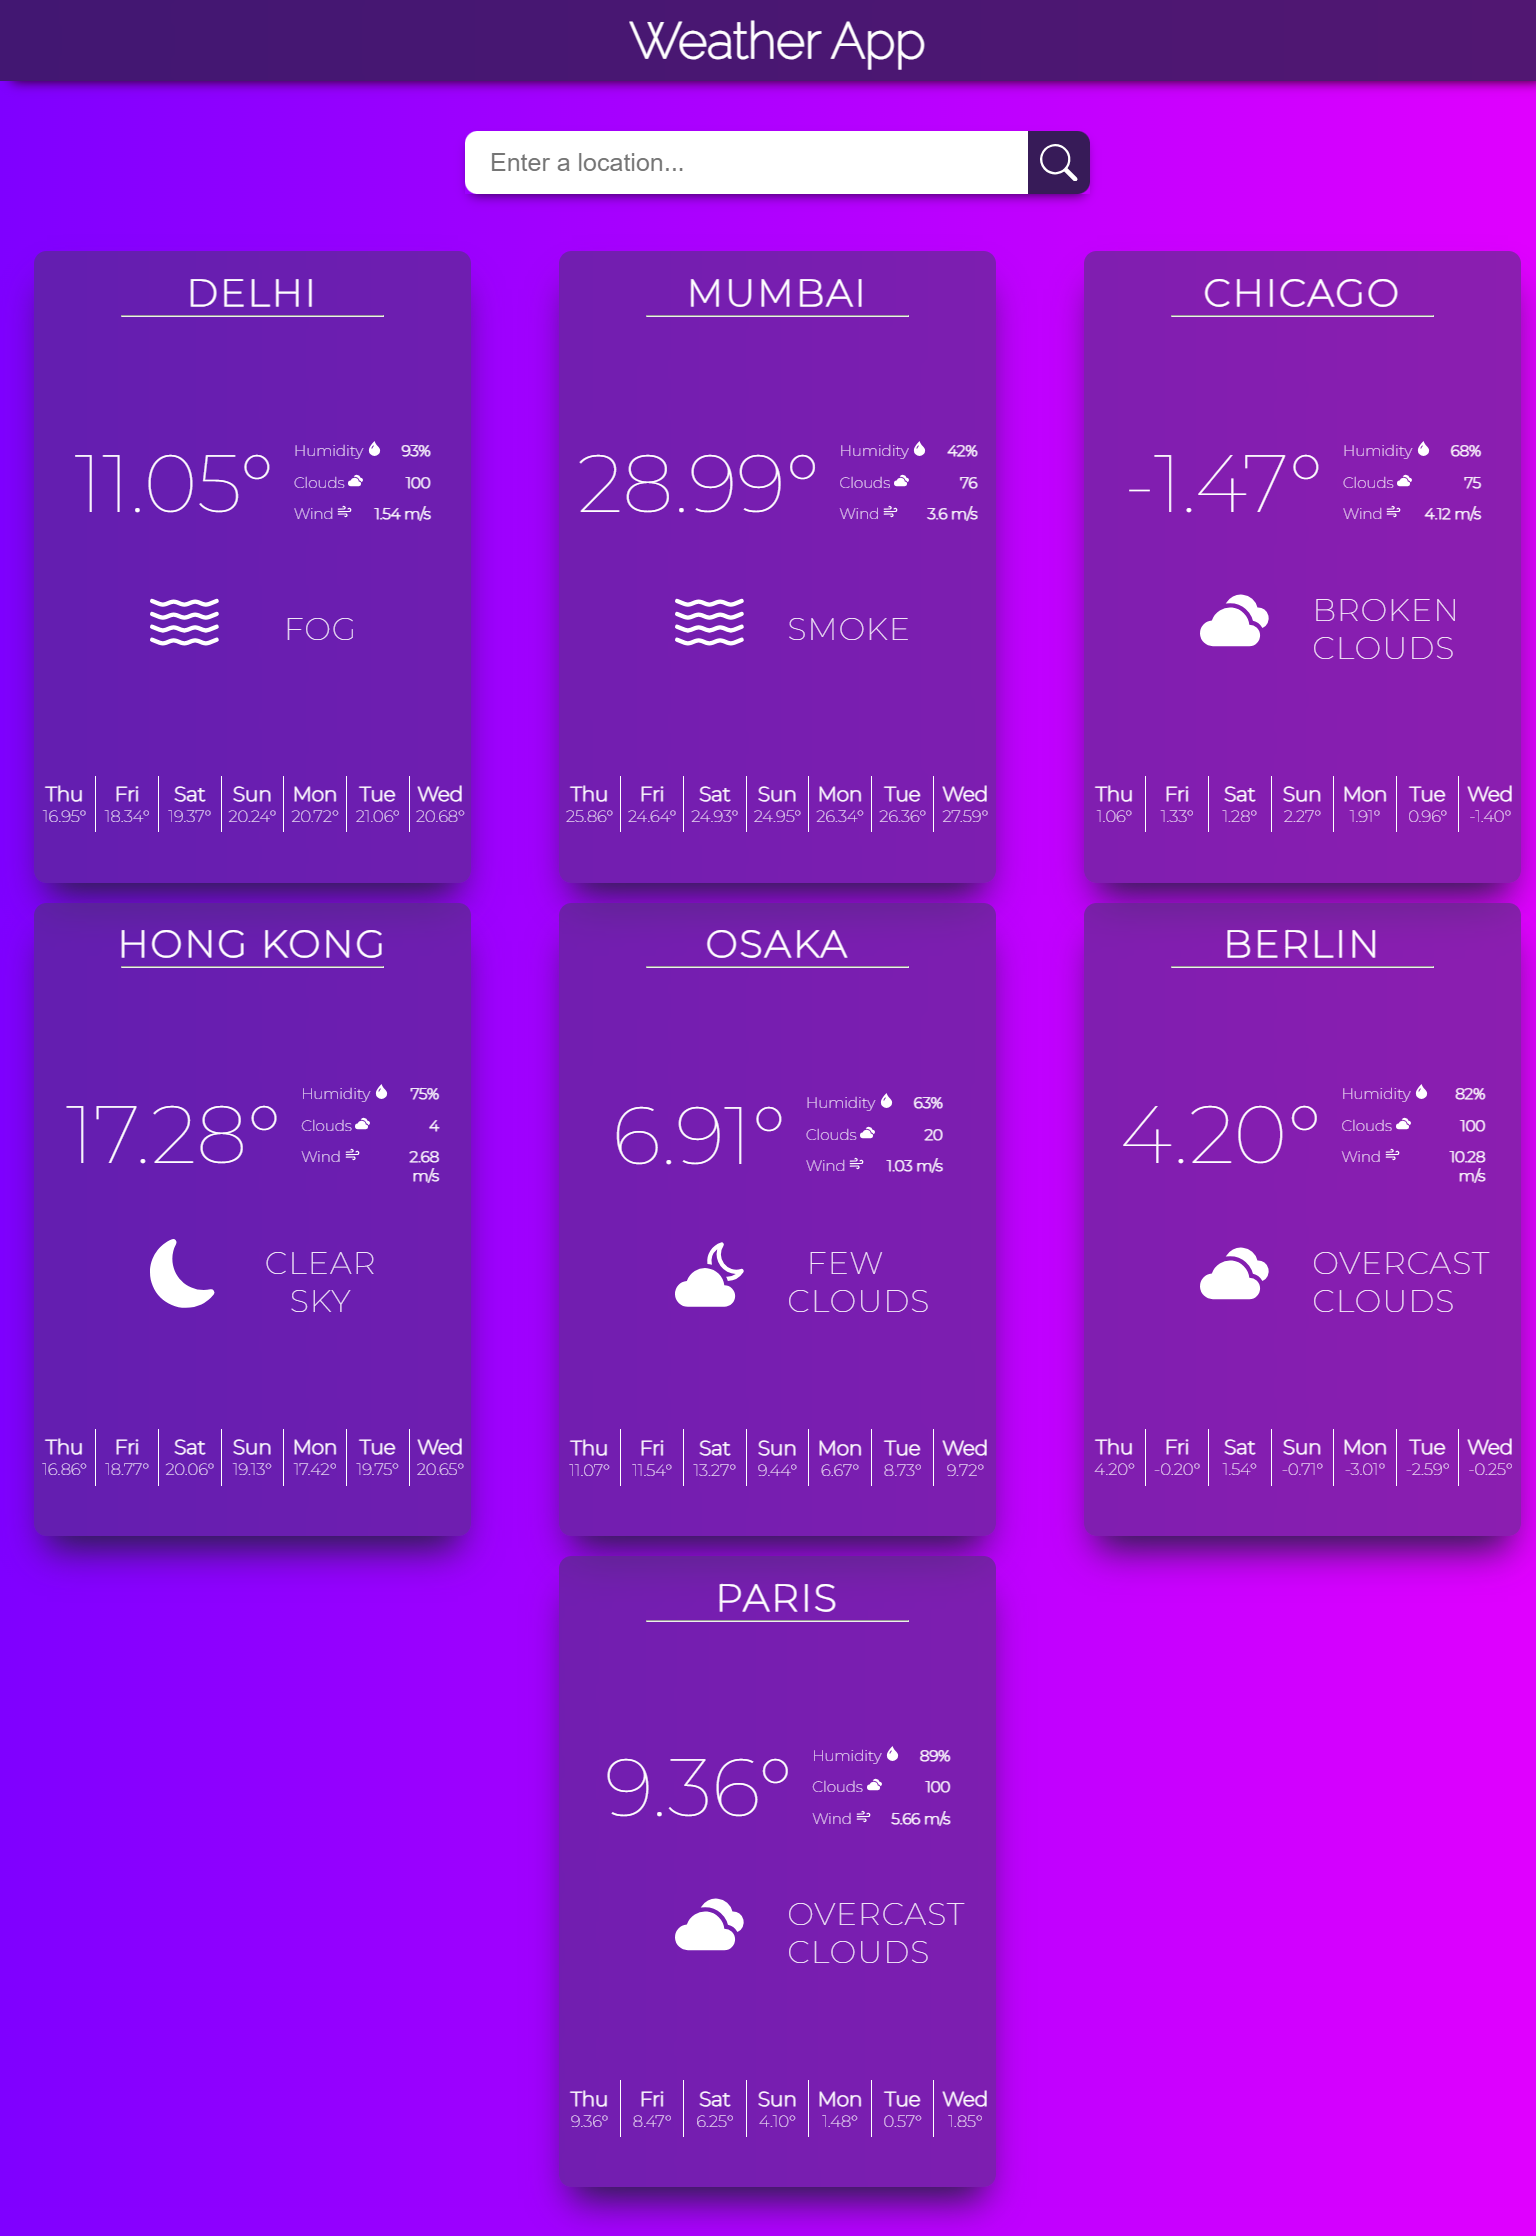 Weather App
Enter a location...
DELHI
11.05°
Humidity 93%
Clouds 100
Wind 1.54 m/s
FOG
Thu Fri Sat Sun Mon Tue Wed
16.95° 18.34° 19.37° 20.24° 20.72° 21.06° 20.68°
MUMBAI
28.99°
Humidity 42%
Clouds 76
Wind 3.6 m/s
SMOKE
Thu Fri Sat Sun Mon Tue Wed
25.86° 24.64° 24.93° 24.95° 26.34° 26.36° 27.59°
CHICAGO
-1.47°
Humidity 68%
Clouds 75
Wind 4.12 m/s
BROKEN
CLOUDS
Thu Fri Sat Sun Mon Tue Wed
1.06° 1.33° 1.28° 2.27° 1.91° 0.96° -1.40°
HONG KONG
17.28°
Humidity 75%
Clouds 4
Wind 2.68
m/s
CLEAR
SKY
Thu Fri Sat Sun Mon Tue Wed
16.86° 18.77° 20.06° 19.13° 17.42° 19.75° 20.65°
OSAKA
6.91°
Humidity 63%
Clouds 20
Wind 1.03 m/s
FEW
CLOUDS
Thu Fri Sat Sun Mon Tue Wed
11.07° 11.54° 13.27° 9.44° 6.67° 8.73° 9.72°
BERLIN
4.20°
Humidity 82%
Clouds 100
Wind 10.28
m/s
OVERCAST
CLOUDS
Thu Fri Sat Sun Mon Tue Wed
4.20° -0.20° 1.54° -0.71° -3.01° -2.59° -0.25°
PARIS
9.36°
Humidity 89%
Clouds 100
Wind 5.66 m/s
OVERCAST
CLOUDS
Thu Fri Sat Sun Mon Tue Wed
9.36° 8.47° 6.25° 4.10° 1.48° 0.57° 1.85°